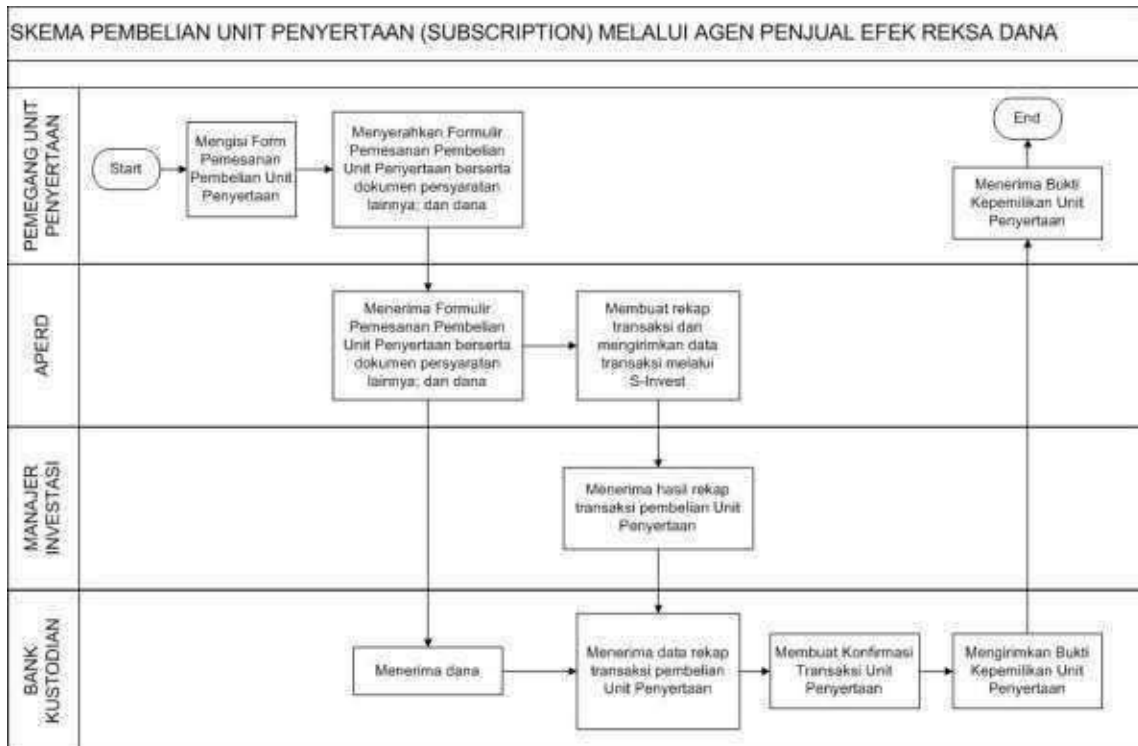 SKEMA PEMBELIAN UNIT PENYERTAAN (SUBSCRIPTION) MELALUI AGEN PENJUAL EFEK REKSA DANA
PEMEGANG UNIT
PENYERTAAN
Start
Mengisi Form
Pemesanan
Pembelian Unit
Penyertaan
Menyerahkan Formulir
Pemesanan Pembelian
Unit Penyertaan berserta
dokumen persyaratan
lainnya; dan dana
End
Menerima Bukti
Kepemilikan Unit
Penyertaan
APERD
Menerima Formulir
Pemesanan Pembelian
Unit Penyertaan berserta
dokumen persyaratan
lainnya; dan dana
Membuat rekap
transaksi dan
mengirimkan data
transaksi melalui
S-Invest
MANAJER
INVESTASI
Menerima hasil rekap
transaksi pembelian Unit
Penyertaan
BANK
KUSTODIAN
Menerima dana
Menerima data rekap
transaksi pembelian
Unit Penyertaan
Membuat Konfirmasi
Transaksi Unit
Penyertaan
Mengirimkan Bukti
Kepemilikan Unit
Penyertaan